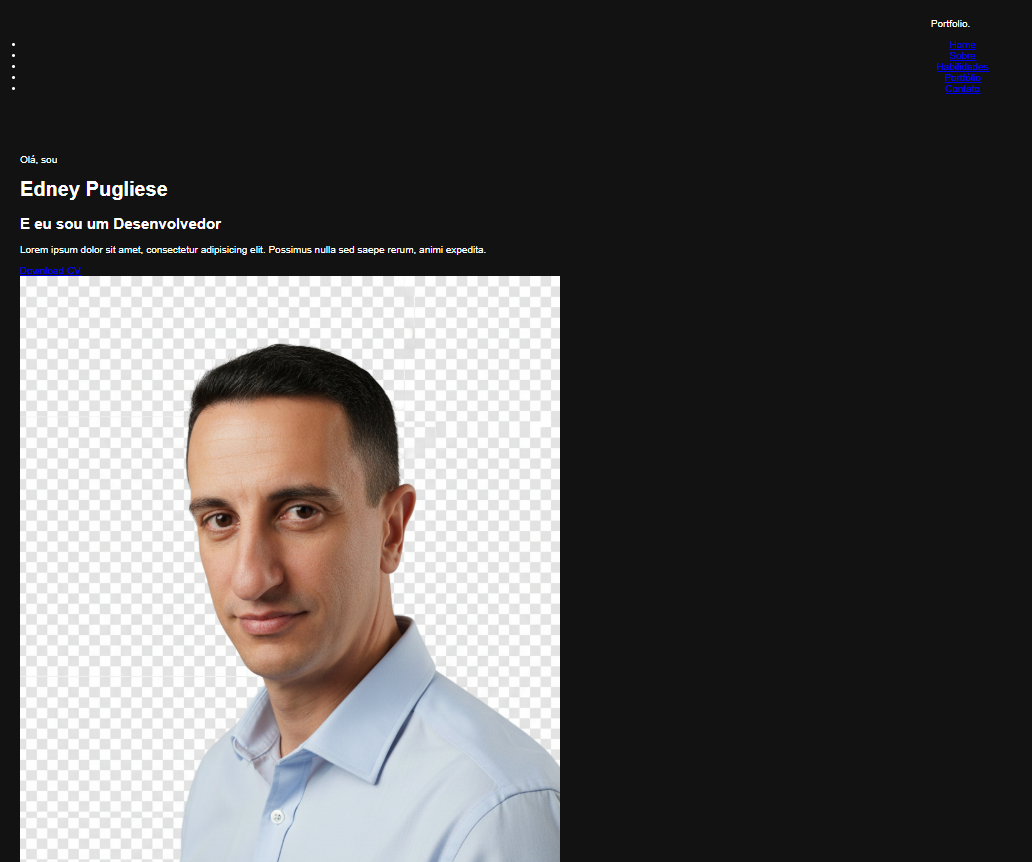 Portfolio.
Home
Sobre
Habilidades
Portfólio
Contato
Olá, sou
Edney Pugliese
E eu sou um Desenvolvedor
Lorem ipsum dolor sit amet, consectetur adipisicing elit. Possimus nulla sed saepe rerum, animi expedita.
Download CV